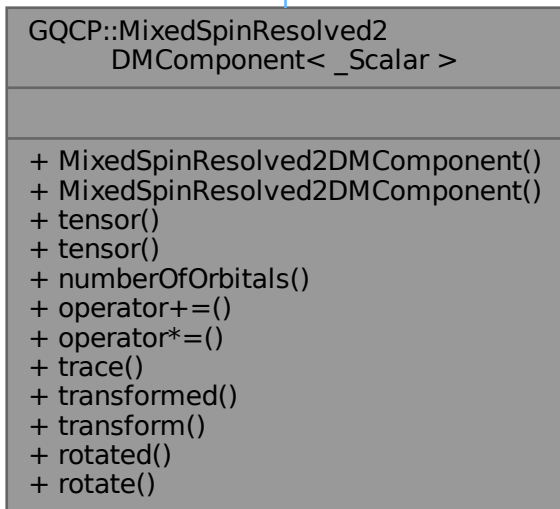 GQCP::MixedSpinResolved2
DMComponent< _Scalar >
+ MixedSpinResolved2DMComponent()
+ MixedSpinResolved2DMComponent()
+ tensor()
+ tensor()
+ numberOfOrbitals()
+ operator+=()
+ operator*=()
+ trace()
+ transformed()
+ transform()
+ rotated()
+ rotate()